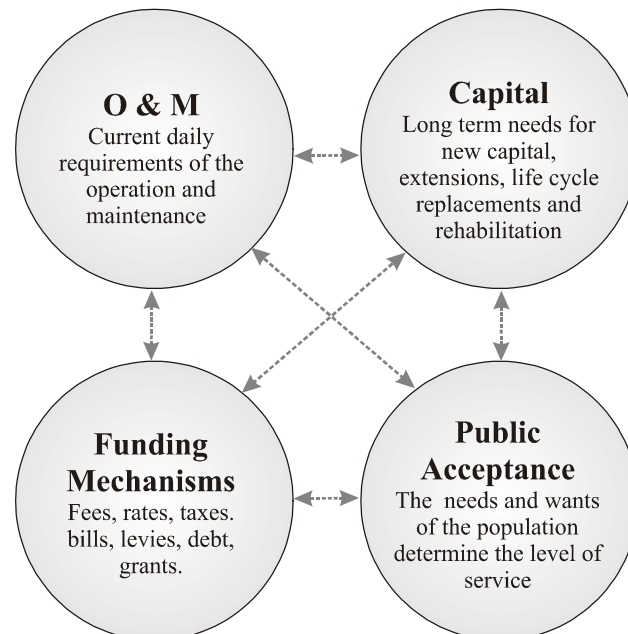 O & M
Current daily
requirements of the
operation and
maintenance
Capital
Long term needs for
new capital,
extensions, life cycle
replacements and
rehabilitation
Funding
Mechanisms
Fees, rates, taxes.
bills, levies, debt,
grants.
Public
Acceptance
The needs and wants
of the population
determine the level of
service